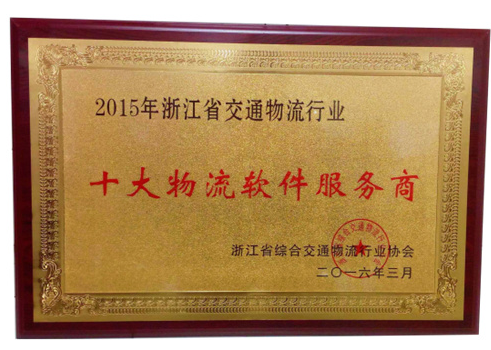 2015年浙江省交通物流行业
十大物流软件服务商
浙江省综合交通物流行业协会
二〇一六年三月